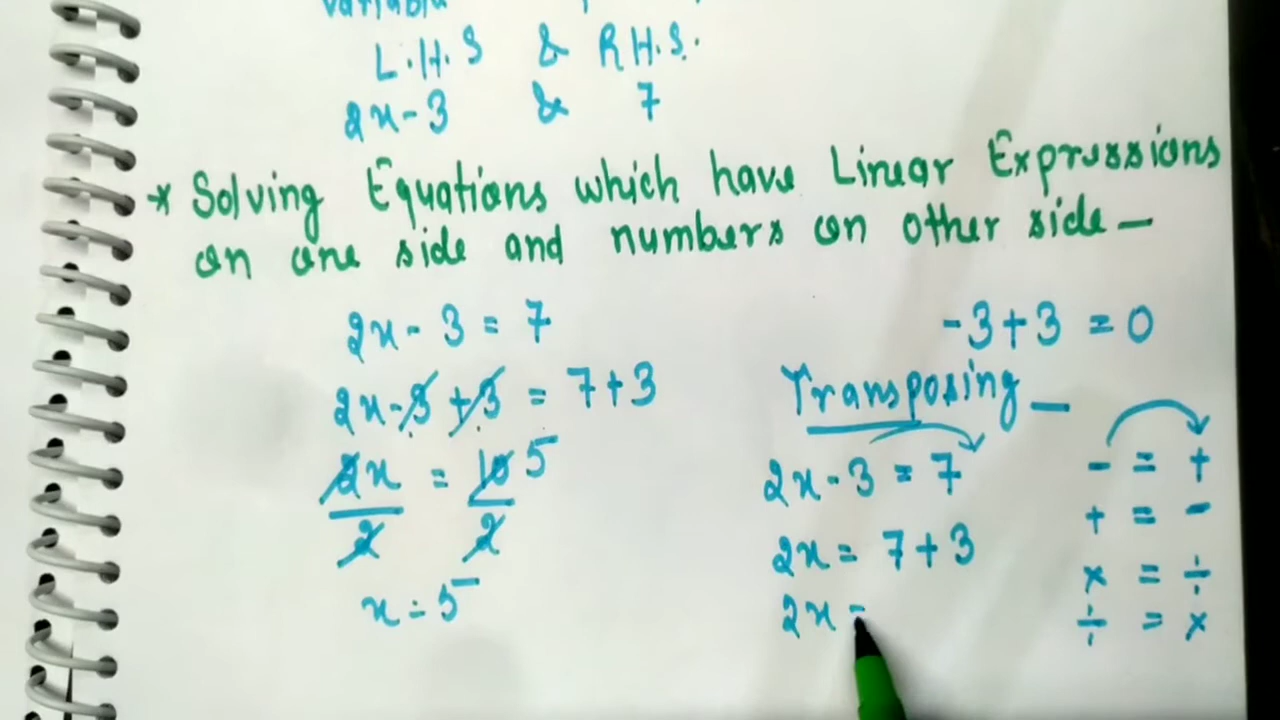 L.H.S & R.H.S.
2x - 3 & 7
* Solving Equations which have Linear Expressions
on one side and numbers on other side —
2x - 3 = 7
2x - 3 + 3 = 7 + 3
2x/2 = 10/2 5
x = 5
-3 + 3 = 0
Transposing —
2x - 3 = 7
2x = 7 + 3
2x =
- = +
+ = -
× = ÷
÷ = ×